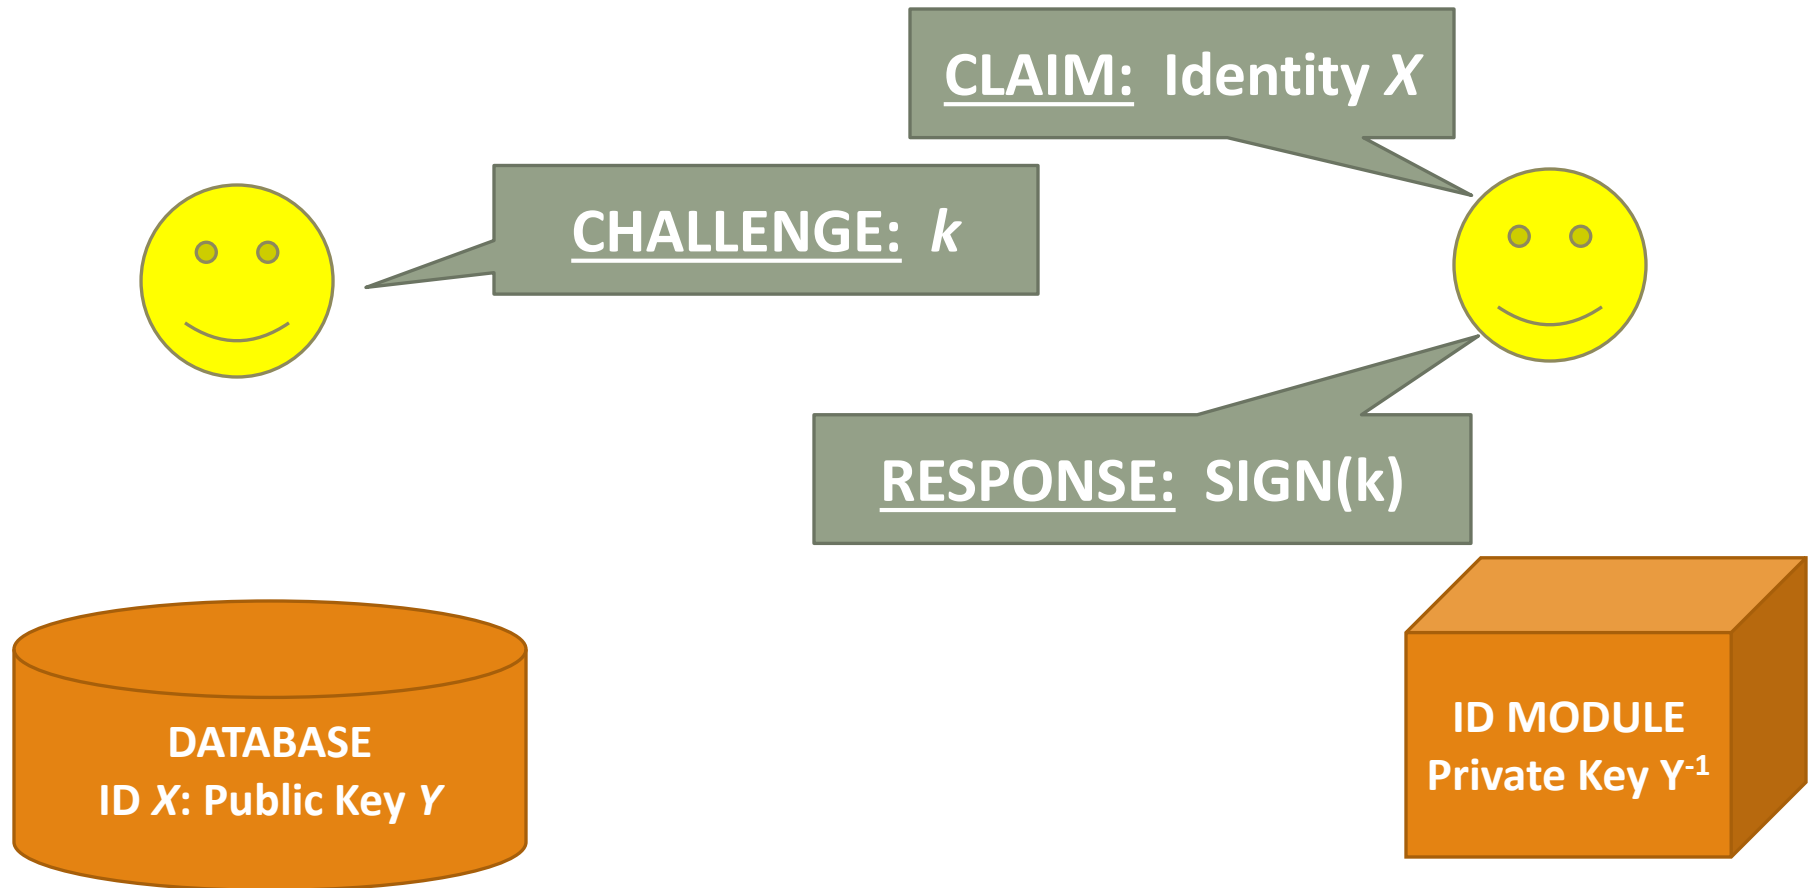 CLAIM: Identity X
CHALLENGE: k
RESPONSE: SIGN(k)
DATABASE
ID X: Public Key Y
ID MODULE
Private Key Y⁻¹